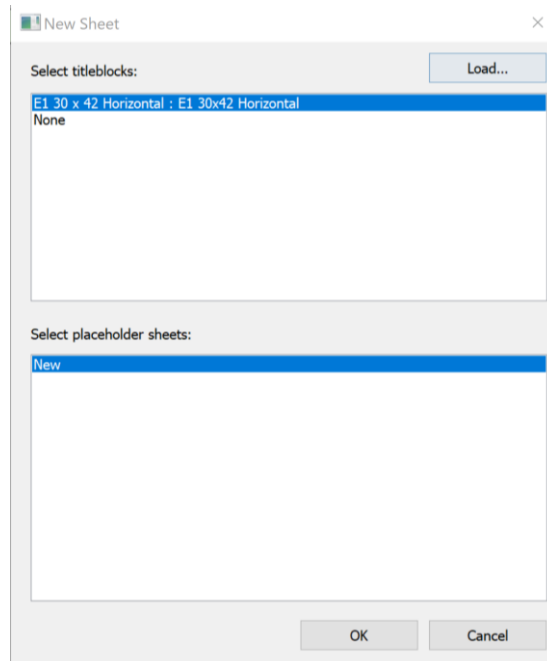 New Sheet
Select titleblocks:
Load...
E1 30 x 42 Horizontal : E1 30x42 Horizontal
None
Select placeholder sheets:
New
OK
Cancel